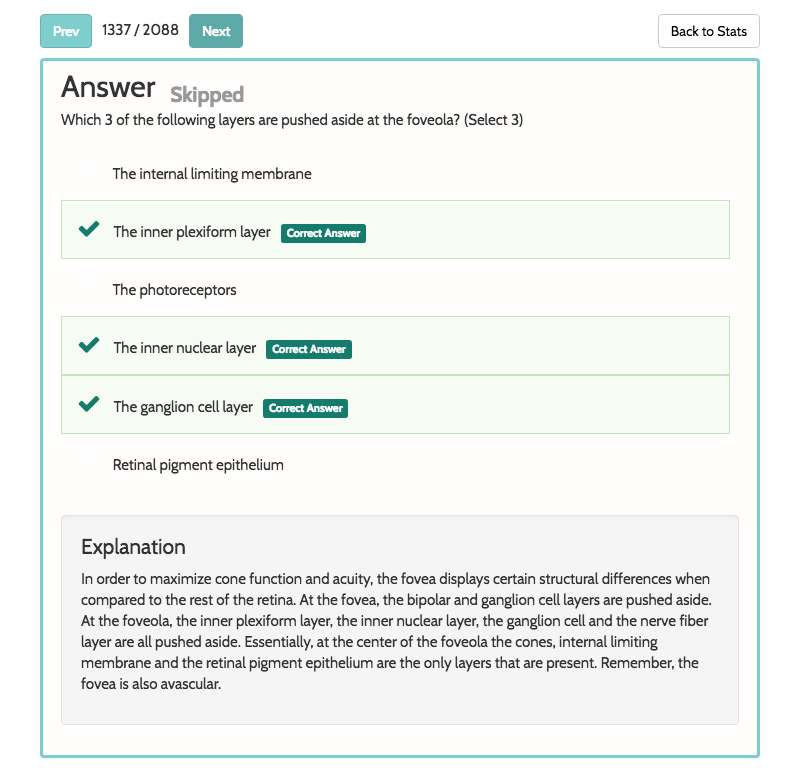 Prev 1337 / 2088 Next Back to Stats
Answer Skipped
Which 3 of the following layers are pushed aside at the foveola? (Select 3)
The internal limiting membrane
The inner plexiform layer Correct Answer
The photoreceptors
The inner nuclear layer Correct Answer
The ganglion cell layer Correct Answer
Retinal pigment epithelium
Explanation
In order to maximize cone function and acuity, the fovea displays certain structural differences when
compared to the rest of the retina. At the fovea, the bipolar and ganglion cell layers are pushed aside.
At the foveola, the inner plexiform layer, the inner nuclear layer, the ganglion cell and the nerve fiber
layer are all pushed aside. Essentially, at the center of the foveola the cones, internal limiting
membrane and the retinal pigment epithelium are the only layers that are present. Remember, the
fovea is also avascular.